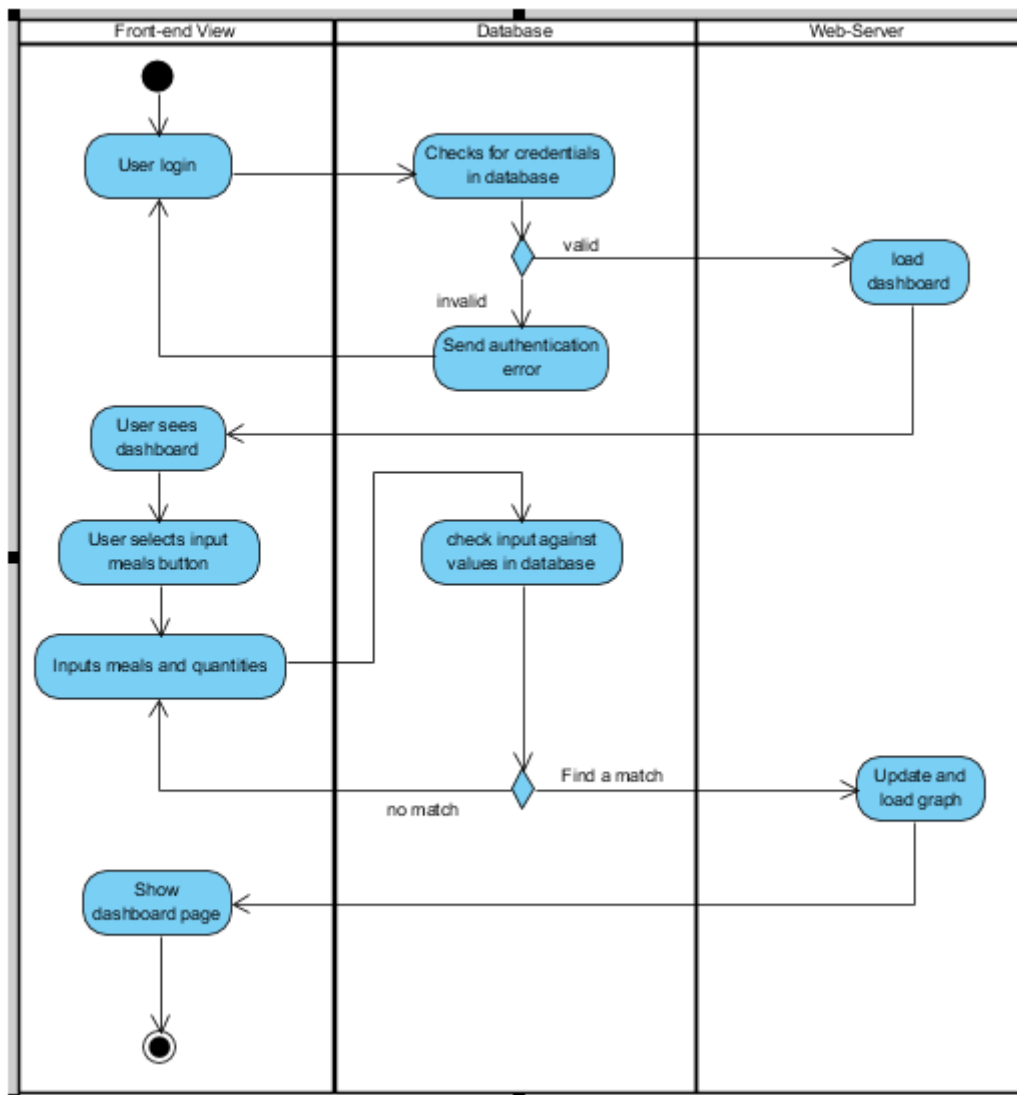 Front-end View
Database
Web-Server
User login
Checks for credentials
in database
valid
load
dashboard
invalid
Send authentication
error
User sees
dashboard
User selects input
meals button
check input against
values in database
Inputs meals and quantities
Find a match
no match
Update and
load graph
Show
dashboard page